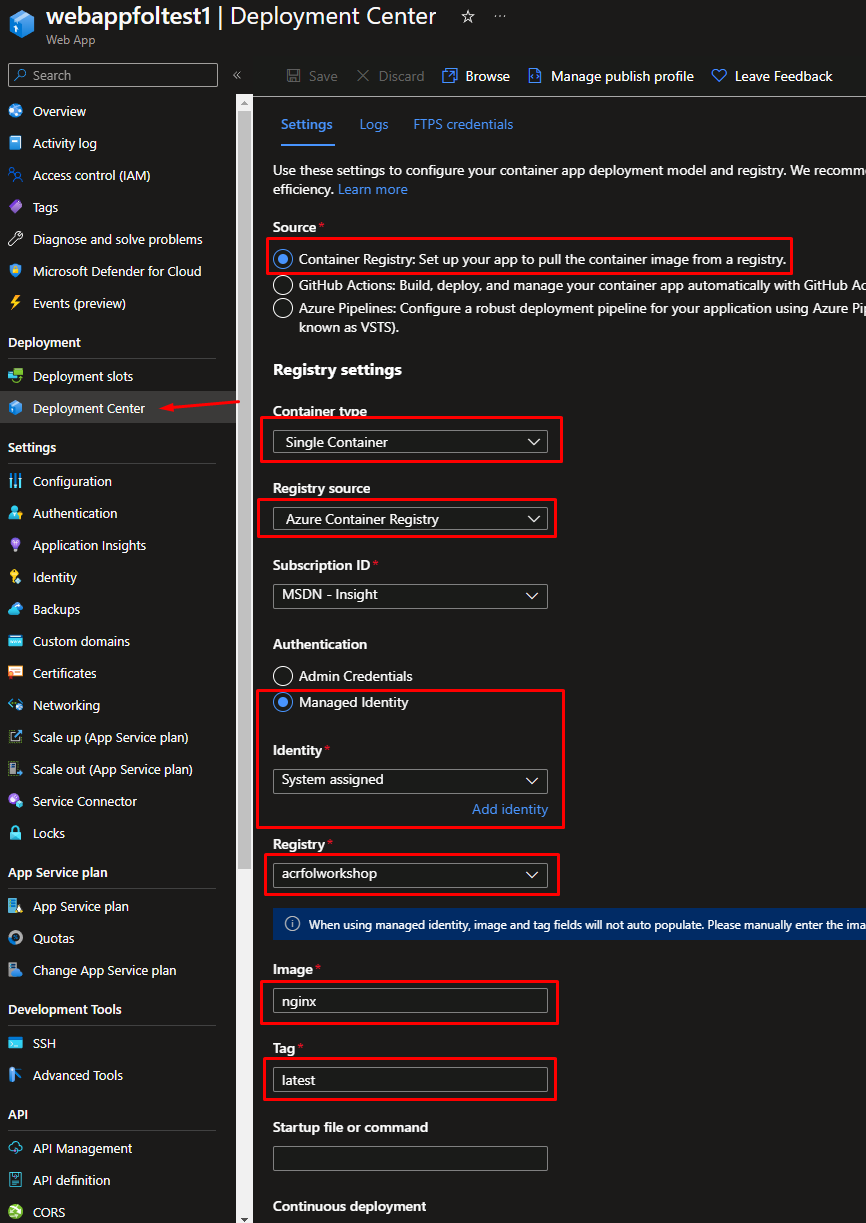 webappfoltest1 | Deployment Center
Web App
Search
Overview
Activity log
Access control (IAM)
Tags
Diagnose and solve problems
Microsoft Defender for Cloud
Events (preview)
Deployment
Deployment slots
Deployment Center
Settings
Configuration
Authentication
Application Insights
Identity
Backups
Custom domains
Certificates
Networking
Scale up (App Service plan)
Scale out (App Service plan)
Service Connector
Locks
App Service plan
App Service plan
Quotas
Change App Service plan
Development Tools
SSH
Advanced Tools
API
API Management
API definition
CORS
Save Discard Browse Manage publish profile Leave Feedback
Settings Logs FTPS credentials
Use these settings to configure your container app deployment model and registry. We recomm
efficiency. Learn more
Source*
Container Registry: Set up your app to pull the container image from a registry.
GitHub Actions: Build, deploy, and manage your container app automatically with GitHub Ac
Azure Pipelines: Configure a robust deployment pipeline for your application using Azure Pip
known as VSTS).
Registry settings
Container type
Single Container
Registry source
Azure Container Registry
Subscription ID*
MSDN - Insight
Authentication
Admin Credentials
Managed Identity
Identity*
System assigned
Add identity
Registry*
acrfolworkshop
When using managed identity, image and tag fields will not auto populate. Please manually enter the ima
Image*
nginx
Tag*
latest
Startup file or command
Continuous deployment